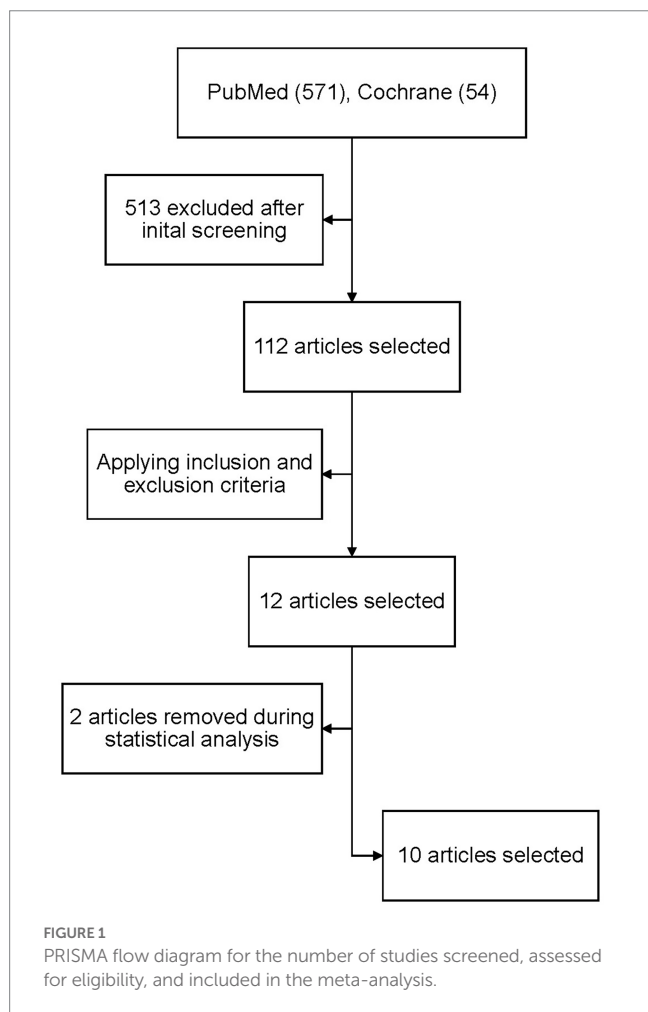 PubMed (571), Cochrane (54)
513 excluded after
inital screening
112 articles selected
Applying inclusion and
exclusion criteria
12 articles selected
2 articles removed during
statistical analysis
10 articles selected
FIGURE 1
PRISMA flow diagram for the number of studies screened, assessed
for eligibility, and included in the meta-analysis.